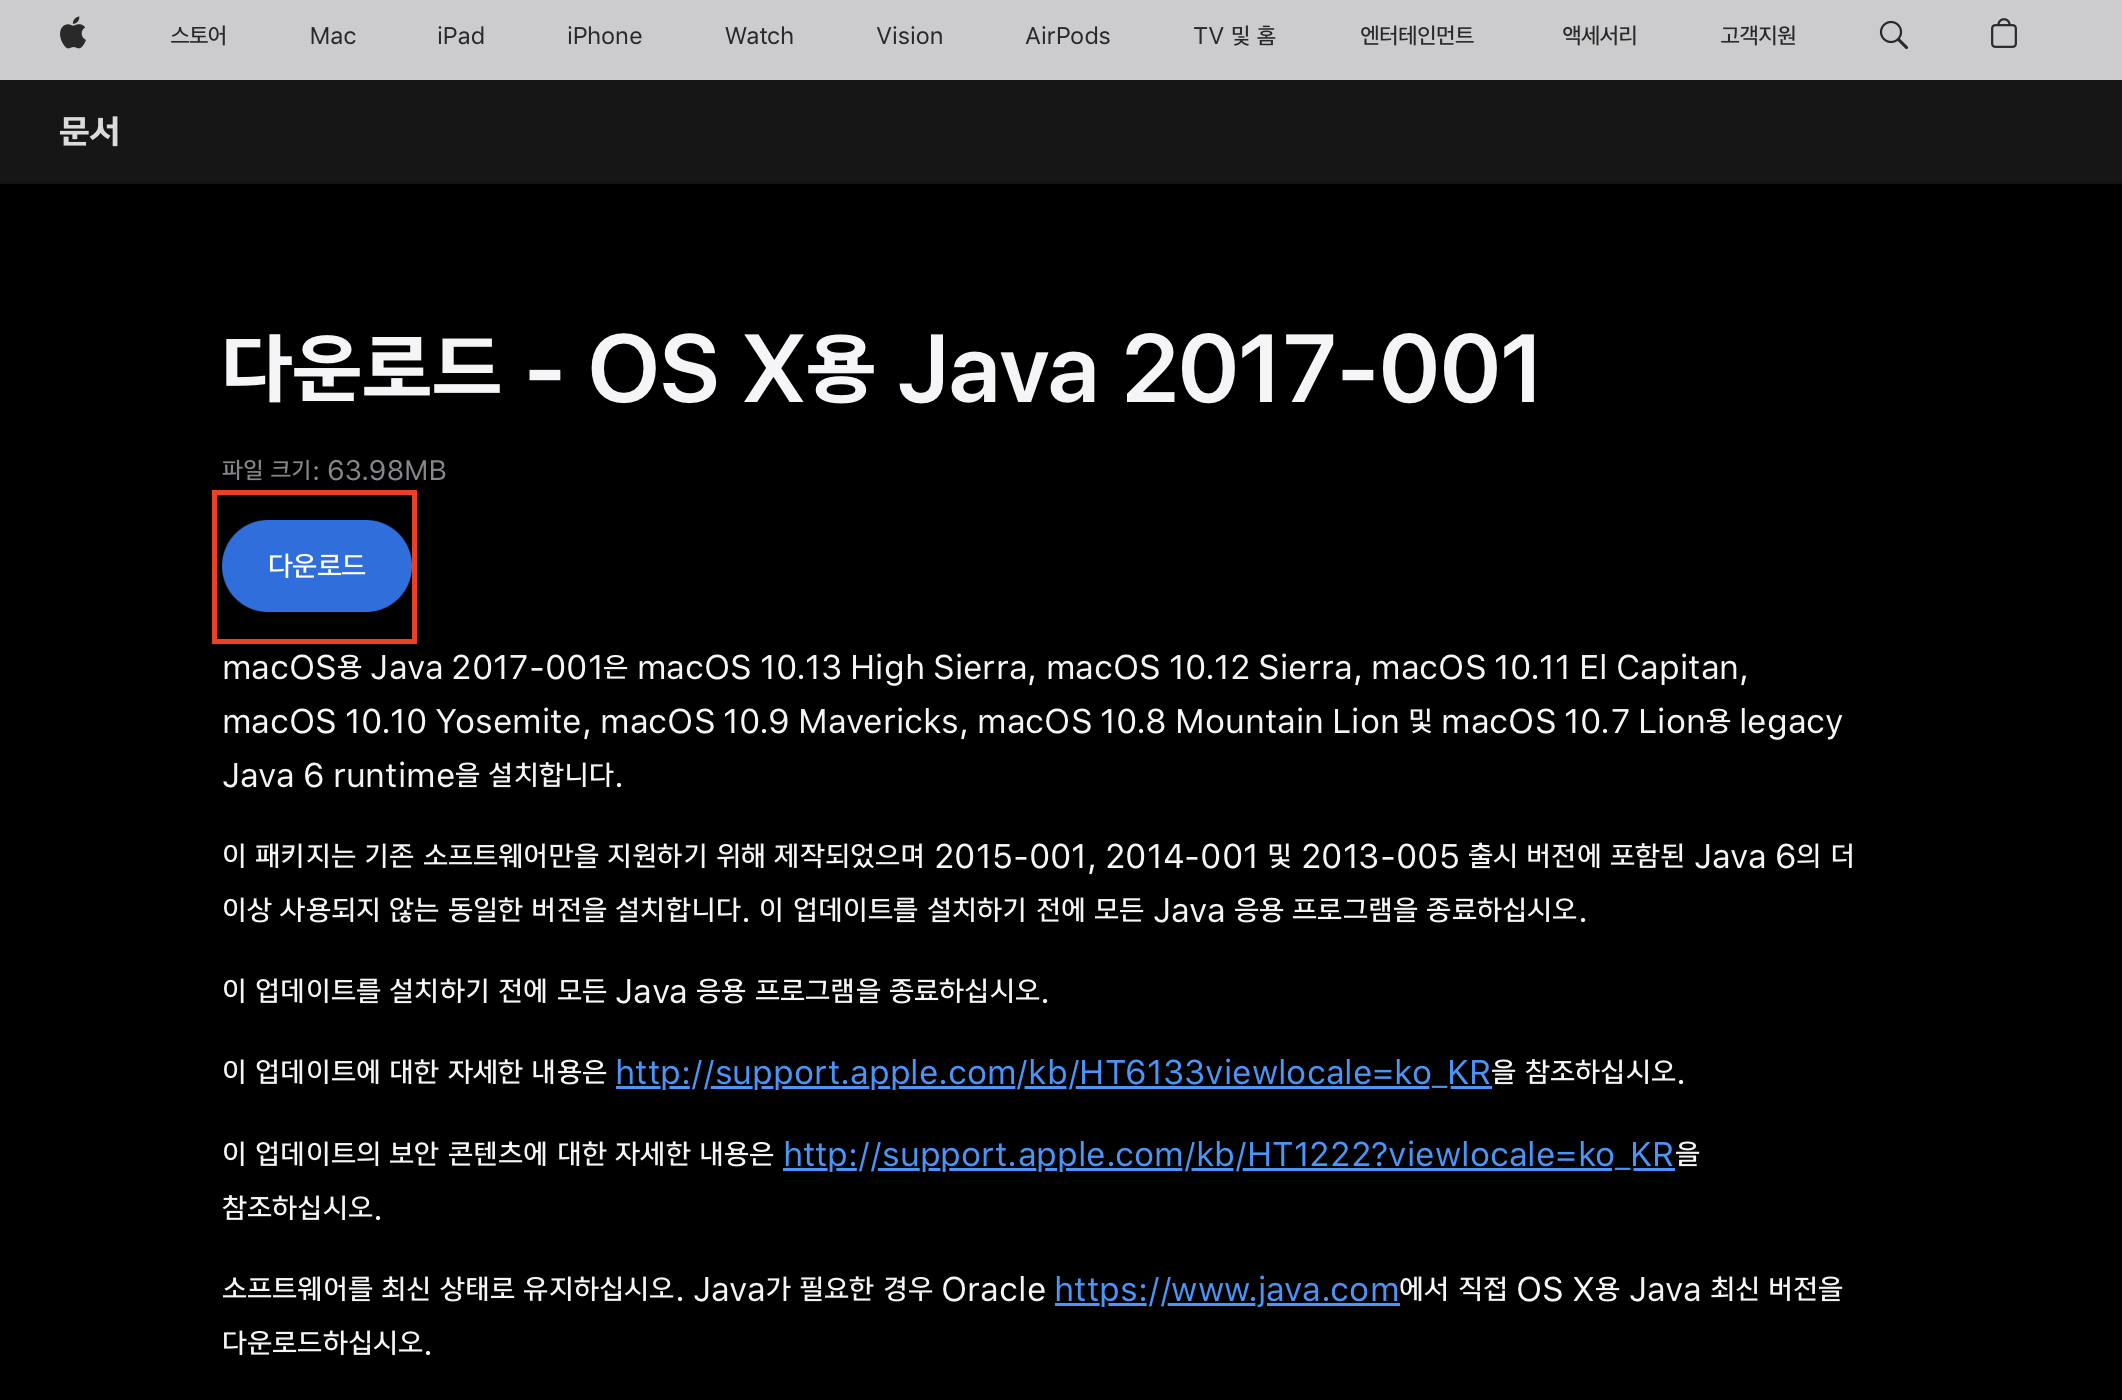 스토어 Mac iPad iPhone Watch Vision AirPods TV 및 홈 엔터테인먼트 액세서리 고객지원
문서
다운로드 - OS X용 Java 2017-001
파일 크기: 63.98MB
다운로드
macOS용 Java 2017-001은 macOS 10.13 High Sierra, macOS 10.12 Sierra, macOS 10.11 El Capitan,
macOS 10.10 Yosemite, macOS 10.9 Mavericks, macOS 10.8 Mountain Lion 및 macOS 10.7 Lion용 legacy
Java 6 runtime을 설치합니다.
이 패키지는 기존 소프트웨어만을 지원하기 위해 제작되었으며 2015-001, 2014-001 및 2013-005 출시 버전에 포함된 Java 6의 더
이상 사용되지 않는 동일한 버전을 설치합니다. 이 업데이트를 설치하기 전에 모든 Java 응용 프로그램을 종료하십시오.
이 업데이트를 설치하기 전에 모든 Java 응용 프로그램을 종료하십시오.
이 업데이트에 대한 자세한 내용은 http://support.apple.com/kb/HT6133viewlocale=ko_KR을 참조하십시오.
이 업데이트의 보안 콘텐츠에 대한 자세한 내용은 http://support.apple.com/kb/HT1222?viewlocale=ko_KR을
참조하십시오.
소프트웨어를 최신 상태로 유지하십시오. Java가 필요한 경우 Oracle https://www.java.com에서 직접 OS X용 Java 최신 버전을
다운로드하십시오.